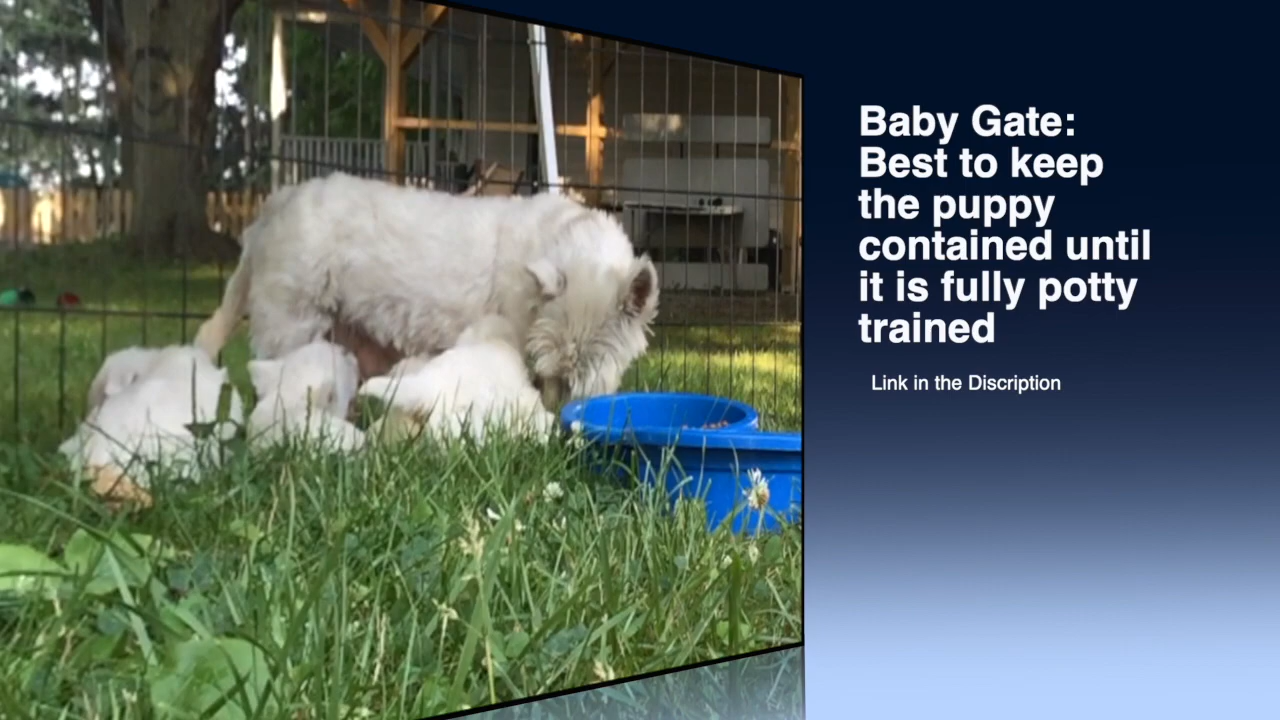 Baby Gate:
Best to keep
the puppy
contained until
it is fully potty
trained
Link in the Discription